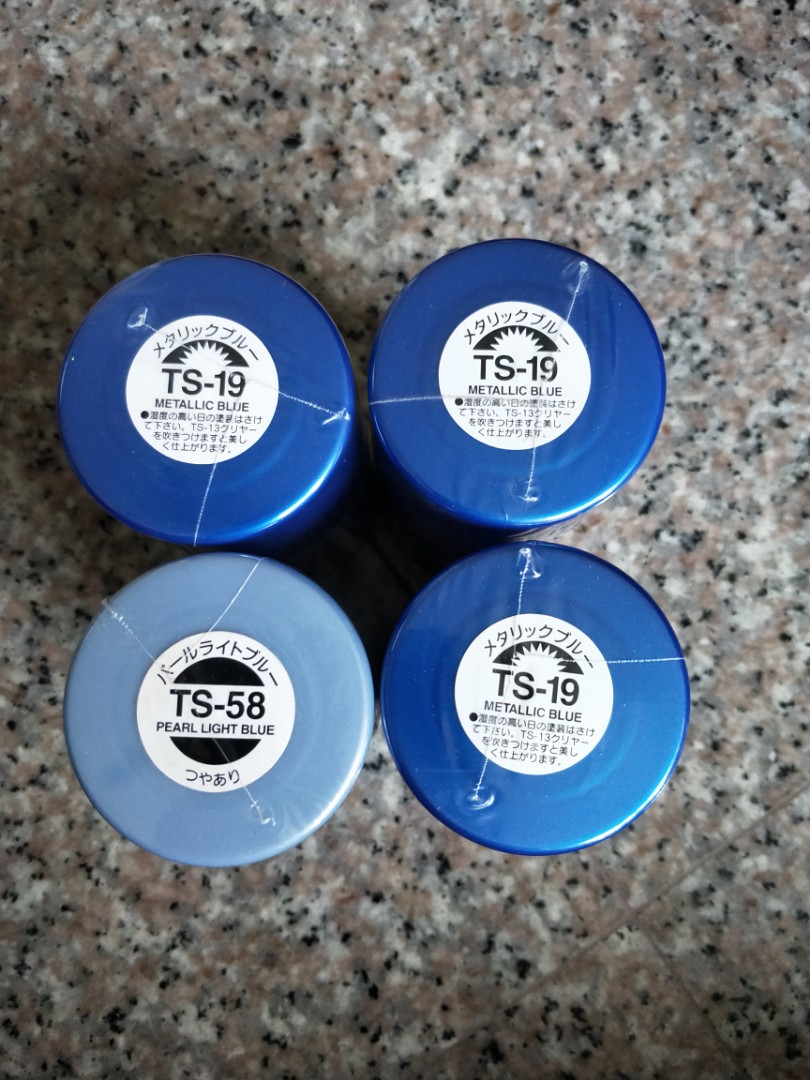 メタリックブルー
TS-19
METALLIC BLUE
●湿度の高い日の塗装はさけ
て下さい。TS-13クリヤー
を吹きつけますと美し
く仕上がります。
メタリックブルー
TS-19
METALLIC BLUE
●湿度の高い日の塗装はさけ
て下さい。TS-13クリヤー
を吹きつけますと美し
く仕上がります。
パールライトブルー
TS-58
PEARL LIGHT BLUE
つやあり
メタリックブルー
TS-19
METALLIC BLUE
●湿度の高い日の塗装はさけ
て下さい。TS-13クリヤー
を吹きつけますと美し
く仕上がります。